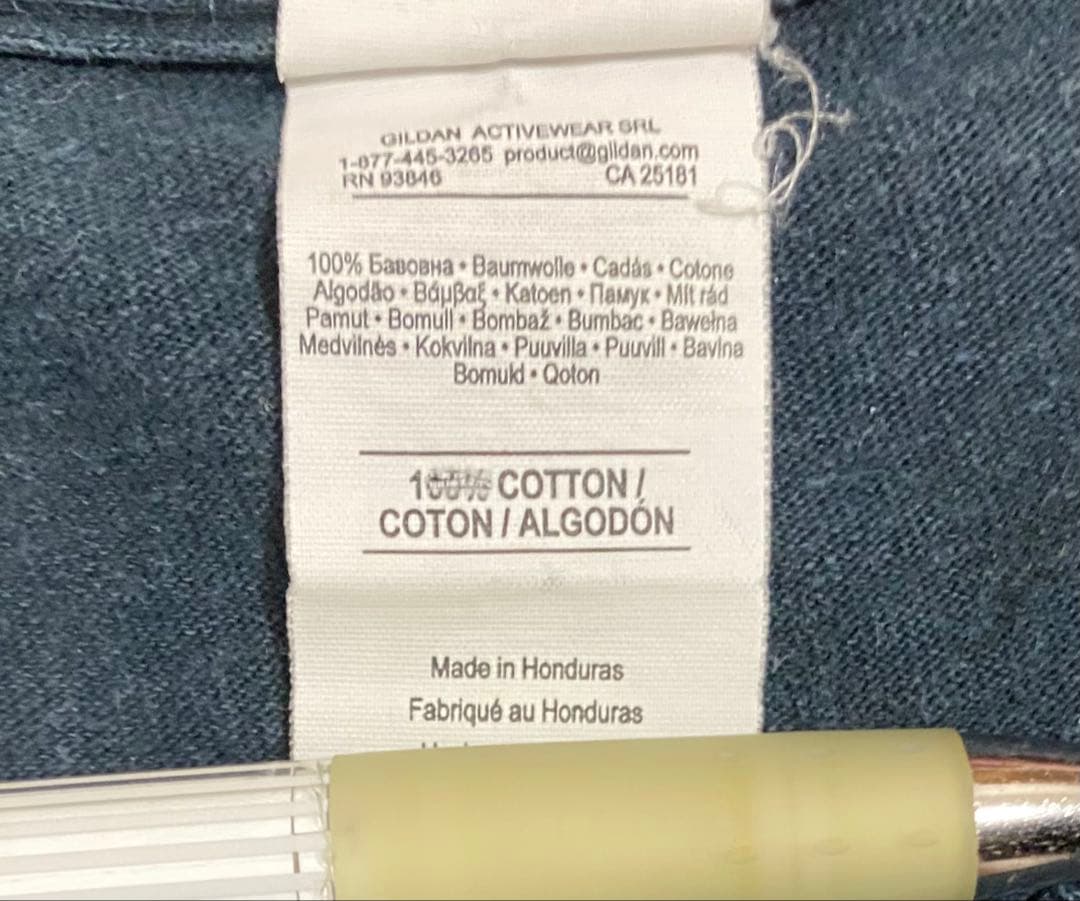 GILDAN ACTIVEWEAR SRL
1-877-445-3265 product@gildan.com
RN 93846 CA 25181
100% Бавовна • Baumwolle • Cadás • Cotone
Algodão • Βάμβαξ • Katoen • Памук • Mit rád
Pamut • Bomull • Bombaž • Bumbac • Bawełna
Medvilnės • Kokvilna • Puuvilla • Puuvill • Bavlna
Bomuld • Qoton
COTTON /
COTON / ALGODÓN
Made in Honduras
Fabriqué au Honduras